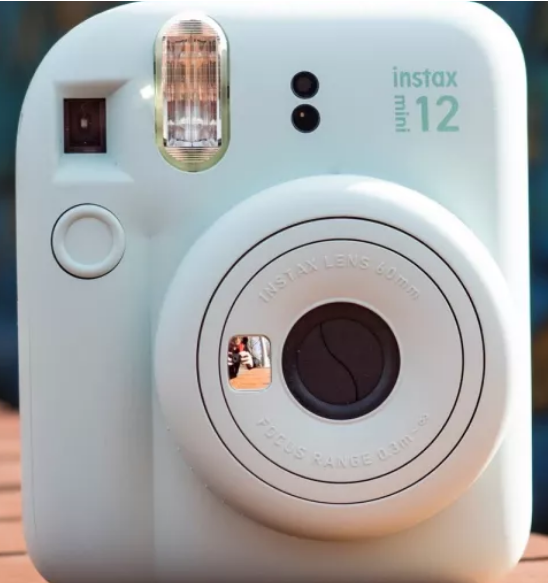 instax
mini 12
INSTAX LENS 60mm
FOCUS RANGE 0.3m-∞